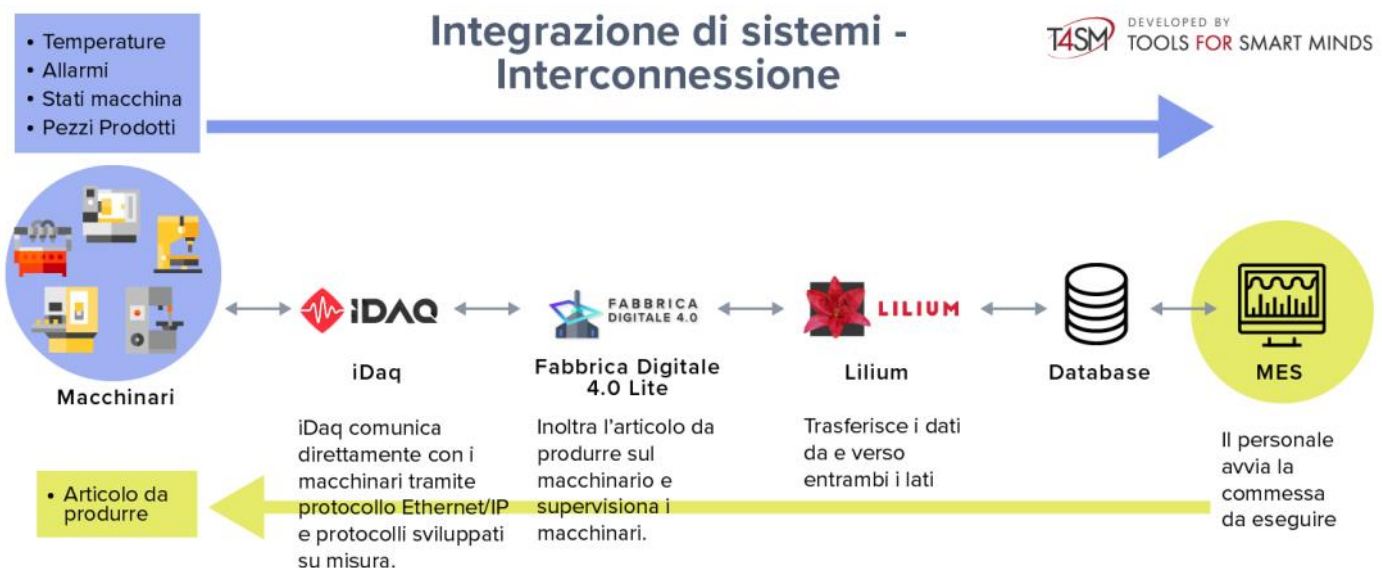 • Temperature
• Allarmi
• Stati macchina
• Pezzi Prodotti
Integrazione di sistemi -
Interconnessione
T4SM
DEVELOPED BY
TOOLS FOR SMART MINDS
Macchinari
iDAQ
iDaq
iDaq comunica
direttamente con i
macchinari tramite
protocollo Ethernet/IP
e protocolli sviluppati
su misura.
FABBRICA
DIGITALE 4.0
Fabbrica Digitale
4.0 Lite
Inoltra l'articolo da
produrre sul
macchinario e
supervisiona i
macchinari.
LILIUM
Lilium
Trasferisce i dati
da e verso
entrambi i lati
Database
MES
Il personale
avvia la
commessa
da eseguire
• Articolo da
produrre